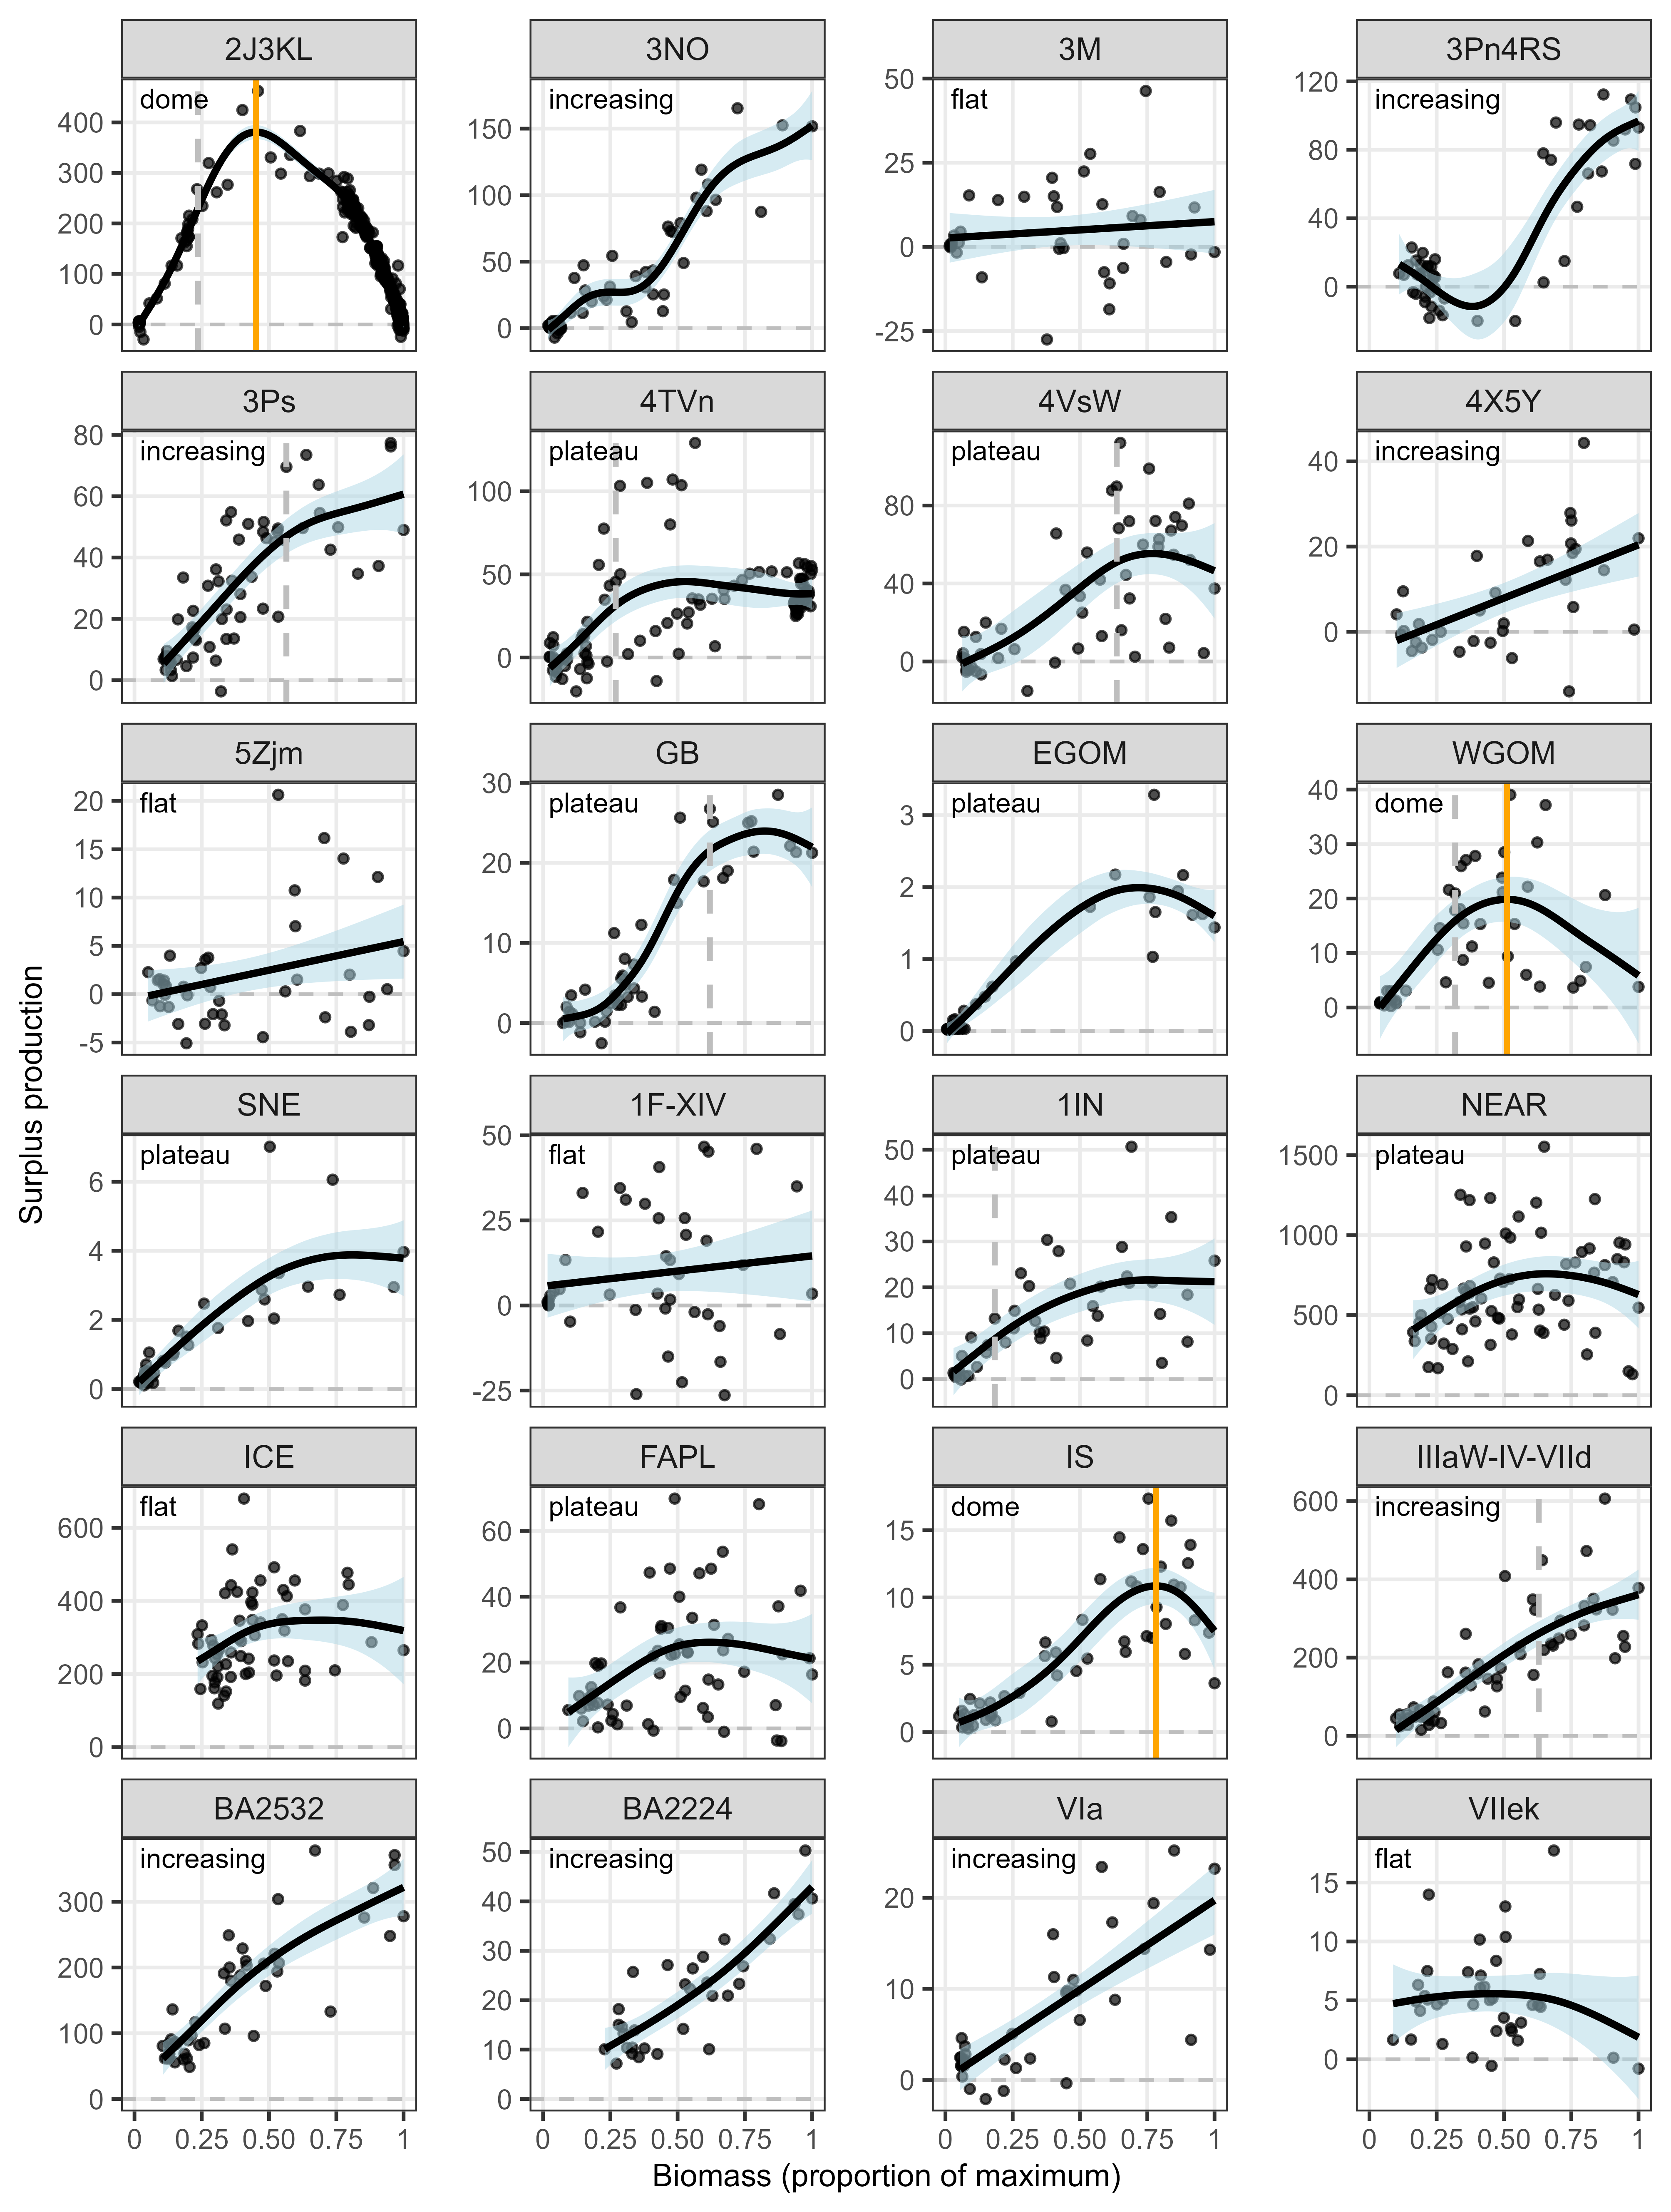 2J3KL 3NO 3M 3Pn4RS
dome increasing flat increasing
400 300 200 100 0
150 100 50 0
50 25 0 -25
120 80 40 0
3Ps 4TVn 4VsW 4X5Y
increasing plateau plateau increasing
80 60 40 20 0
100 50 0
80 40 0
40 20 0
5Zjm GB EGOM WGOM
flat plateau plateau dome
20 15 10 5 0 -5
30 20 10 0
3 2 1 0
40 30 20 10 0
Surplus production
SNE 1F-XIV 1IN NEAR
plateau flat plateau plateau
6 4 2 0
50 25 0 -25
50 40 30 20 10 0
1500 1000 500 0
ICE FAPL IS IIIaW-IV-VIId
flat plateau dome increasing
600 400 200 0
60 40 20 0
15 10 5 0
600 400 200 0
BA2532 BA2224 VIa VIIek
increasing increasing increasing flat
300 200 100 0
50 40 30 20 10 0
20 10 0
15 10 5 0
0 0.25 0.50 0.75 1 0 0.25 0.50 0.75 1 0 0.25 0.50 0.75 1 0 0.25 0.50 0.75 1
Biomass (proportion of maximum)